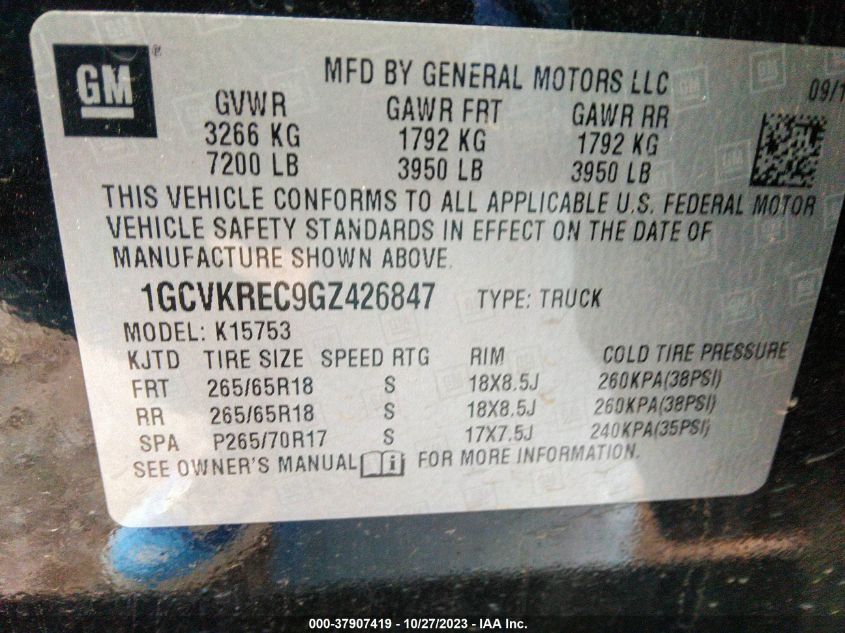 GM ®
MFD BY GENERAL MOTORS LLC
09/1
GVWR GAWR FRT GAWR RR
3266 KG 1792 KG 1792 KG
7200 LB 3950 LB 3950 LB
THIS VEHICLE CONFORMS TO ALL APPLICABLE U.S. FEDERAL MOTOR
VEHICLE SAFETY STANDARDS IN EFFECT ON THE DATE OF
MANUFACTURE SHOWN ABOVE.
1GCVKREC9GZ426847 TYPE: TRUCK
MODEL: K15753
KJTD TIRE SIZE SPEED RTG RIM COLD TIRE PRESSURE
FRT 265/65R18 S 18X8.5J 260KPA(38PSI)
RR 265/65R18 S 18X8.5J 260KPA(38PSI)
SPA P265/70R17 S 17X7.5J 240KPA(35PSI)
SEE OWNER'S MANUAL i FOR MORE INFORMATION.
000-37907419 - 10/27/2023 - IAA Inc.